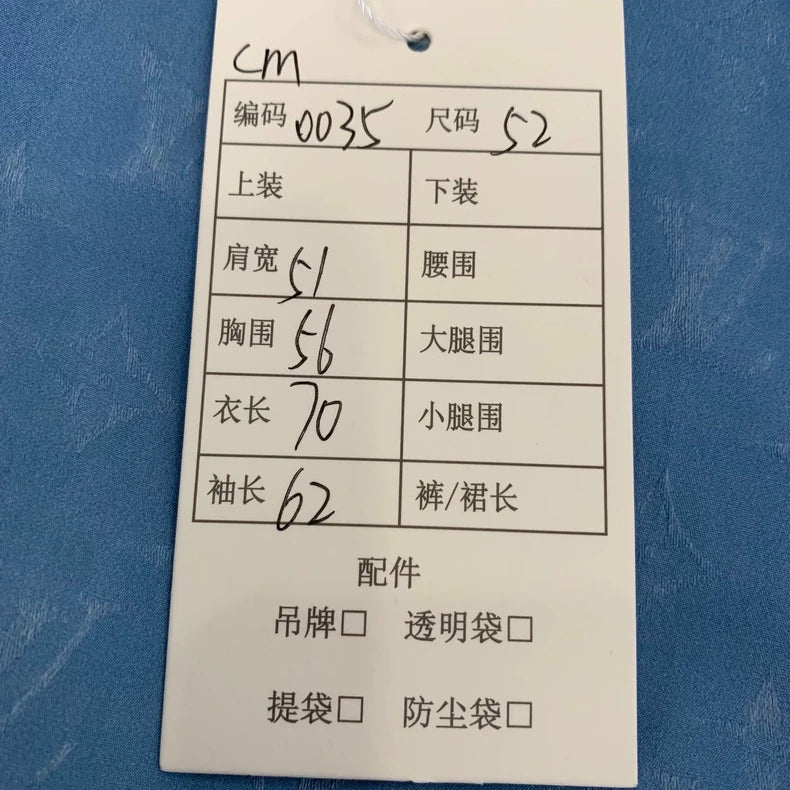 cm
编码 0035 尺码 52
上装 下装
肩宽 51 腰围
胸围 56 大腿围
衣长 70 小腿围
袖长 62 裤/裙长
配件
吊牌□ 透明袋□
提袋□ 防尘袋□